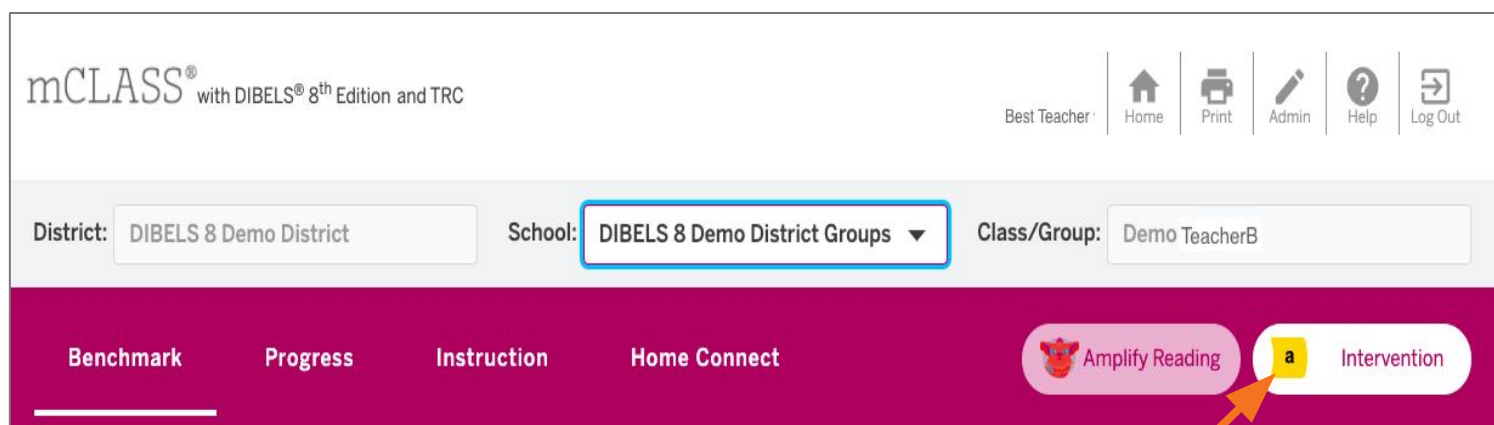 mCLASS® with DIBELS® 8th Edition and TRC
Best Teacher
Home
Print
Admin
Help
Log Out
District: DIBELS 8 Demo District School: DIBELS 8 Demo District Groups Class/Group: Demo TeacherB
Benchmark Progress Instruction Home Connect Amplify Reading a Intervention